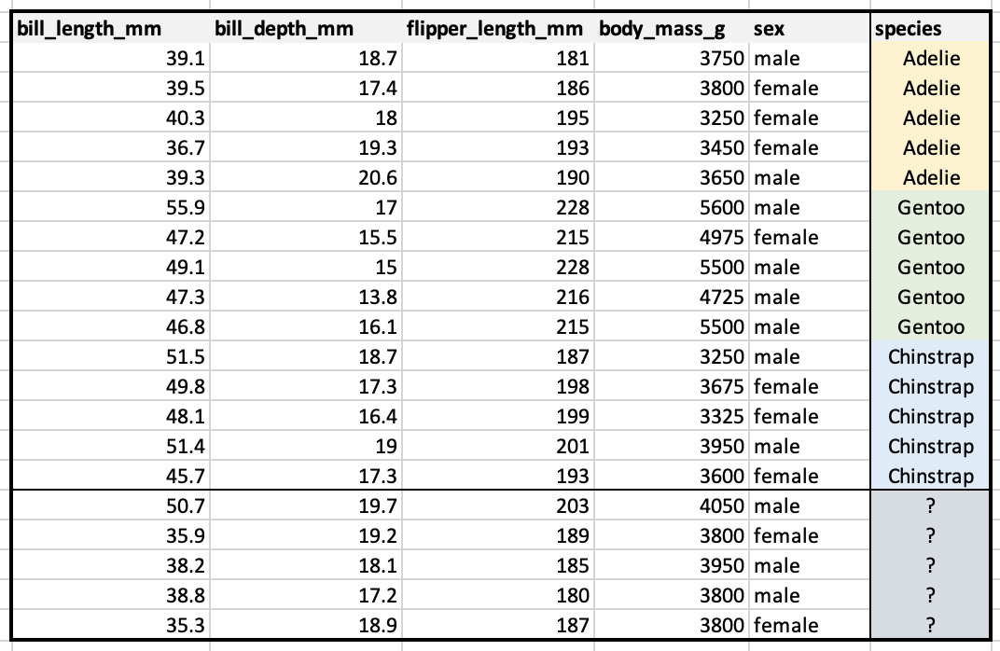 bill_length_mm bill_depth_mm flipper_length_mm body_mass_g sex species
39.1 18.7 181 3750 male Adelie
39.5 17.4 186 3800 female Adelie
40.3 18 195 3250 female Adelie
36.7 19.3 193 3450 female Adelie
39.3 20.6 190 3650 male Adelie
55.9 17 228 5600 male Gentoo
47.2 15.5 215 4975 female Gentoo
49.1 15 228 5500 male Gentoo
47.3 13.8 216 4725 male Gentoo
46.8 16.1 215 5500 male Gentoo
51.5 18.7 187 3250 male Chinstrap
49.8 17.3 198 3675 female Chinstrap
48.1 16.4 199 3325 female Chinstrap
51.4 19 201 3950 male Chinstrap
45.7 17.3 193 3600 female Chinstrap
50.7 19.7 203 4050 male ?
35.9 19.2 189 3800 female ?
38.2 18.1 185 3950 male ?
38.8 17.2 180 3800 male ?
35.3 18.9 187 3800 female ?